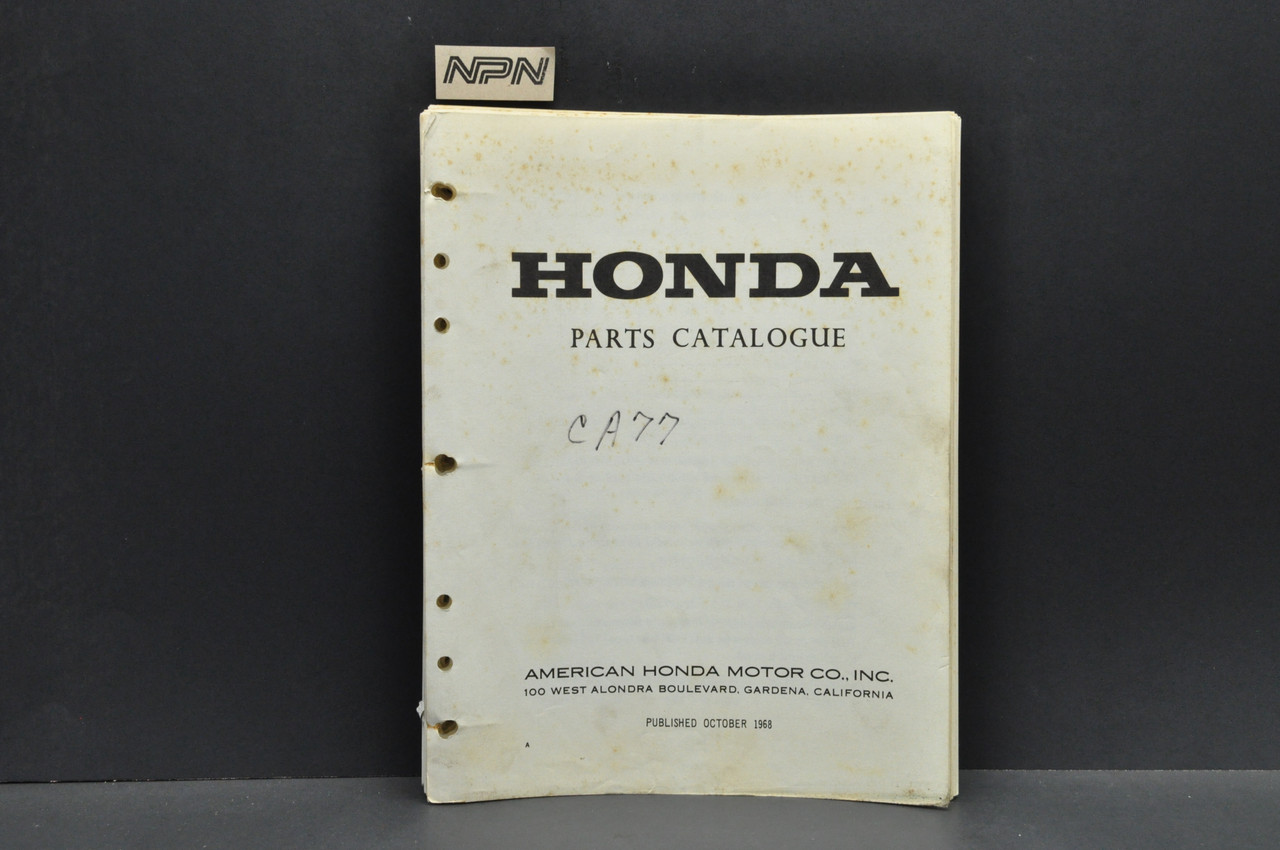 NPN
HONDA
PARTS CATALOGUE
CA77
AMERICAN HONDA MOTOR CO., INC.
100 WEST ALONDRA BOULEVARD, GARDENA, CALIFORNIA
PUBLISHED OCTOBER 1968
A